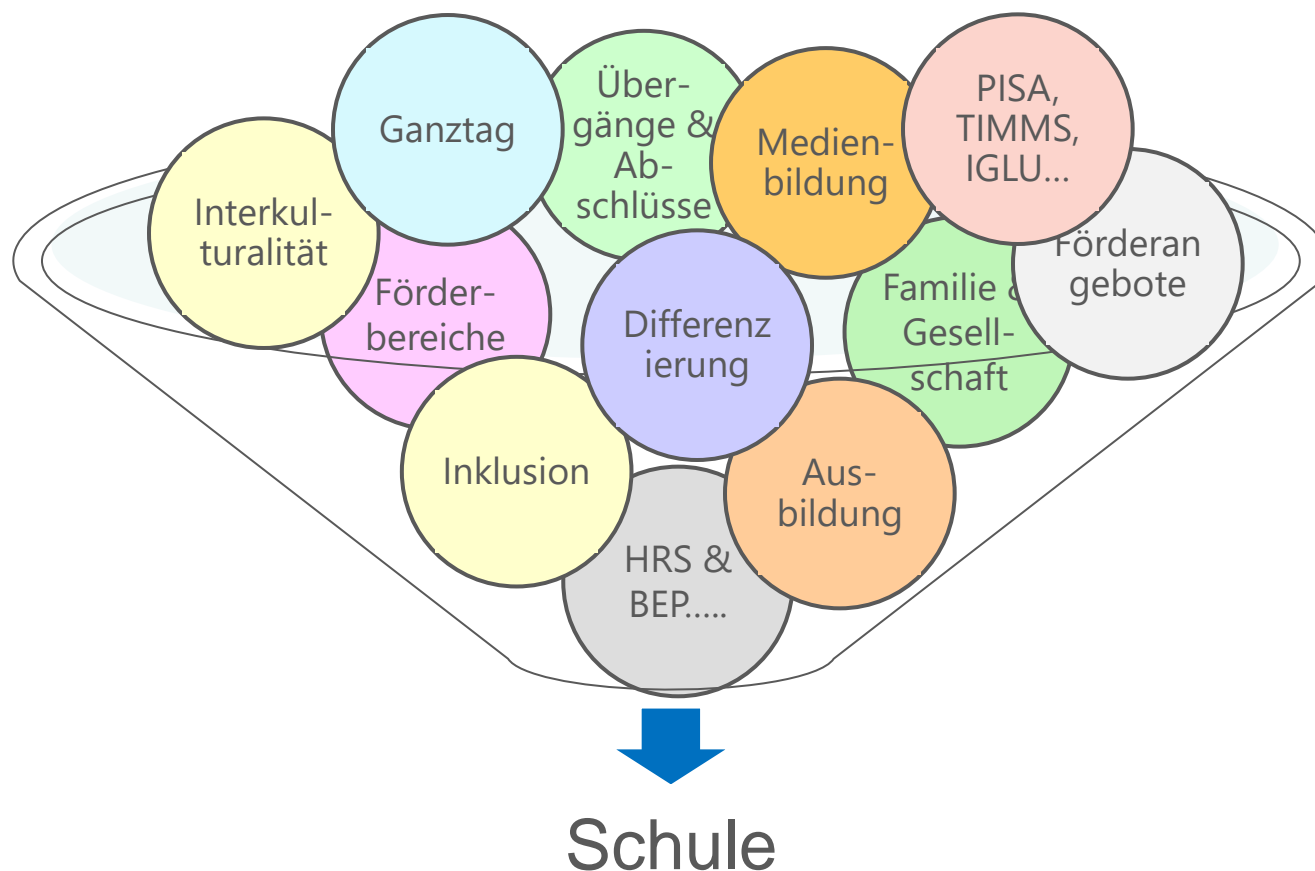 Ganztag
Über-
gänge &
Ab-
schlüsse
Medien-
bildung
PISA,
TIMMS,
IGLU...
Interkul-
turalität
Förder-
bereiche
Differenz
ierung
Familie &
Gesell-
schaft
Förderan
gebote
Inklusion
Aus-
bildung
HRS &
BEP.....
Schule